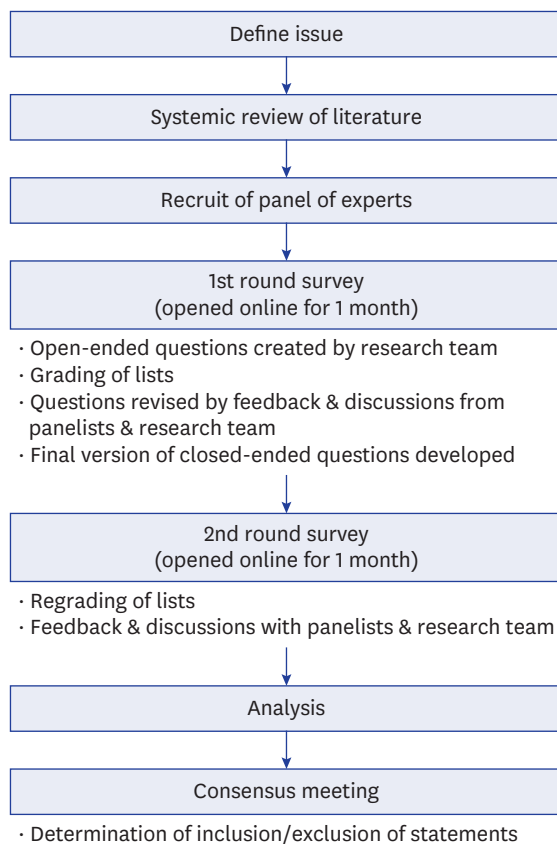 Define issue
Systemic review of literature
Recruit of panel of experts
1st round survey
(opened online for 1 month)
· Open-ended questions created by research team
· Grading of lists
· Questions revised by feedback & discussions from
panelists & research team
· Final version of closed-ended questions developed
2nd round survey
(opened online for 1 month)
· Regrading of lists
· Feedback & discussions with panelists & research team
Analysis
Consensus meeting
· Determination of inclusion/exclusion of statements